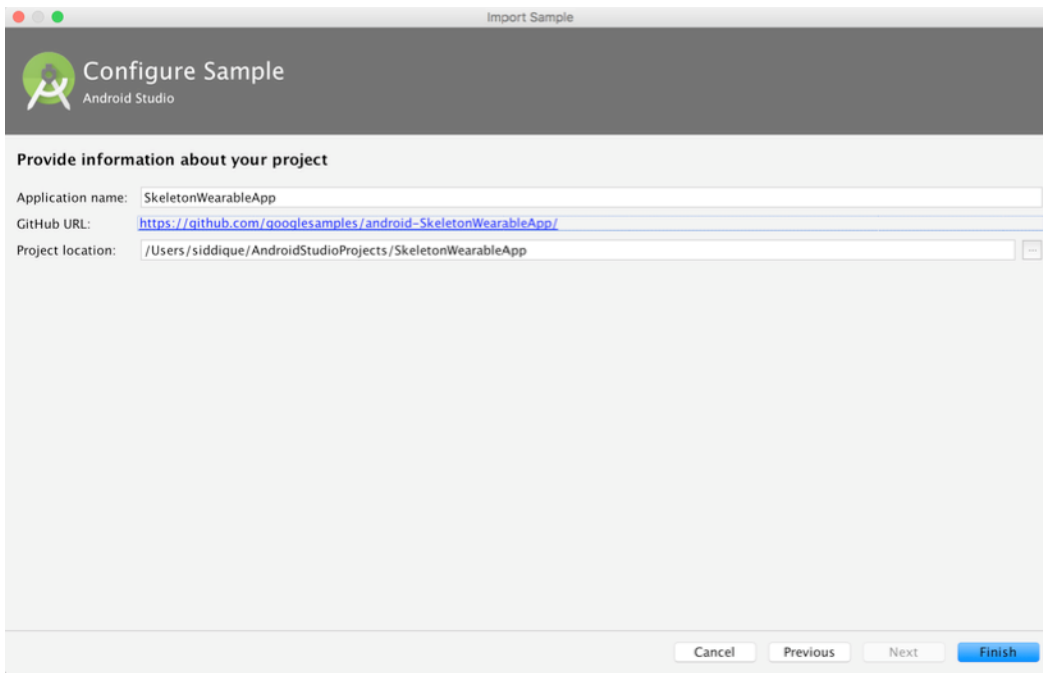 Import Sample
Configure Sample
Android Studio
Provide information about your project
Application name: SkeletonWearableApp
GitHub URL: https://github.com/googlesamples/android-SkeletonWearableApp/
Project location: /Users/siddique/AndroidStudioProjects/SkeletonWearableApp ...
Cancel Previous Next Finish